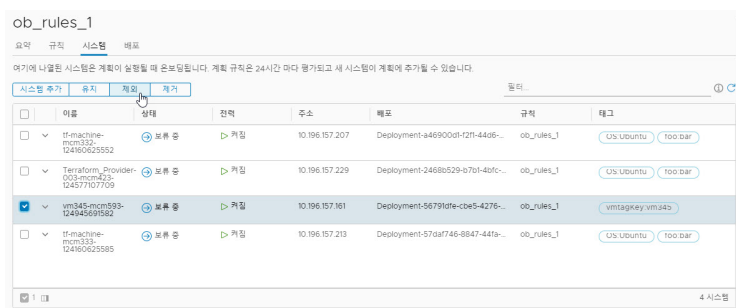 ob_rules_1
요약 규칙 시스템 배포
여기에 나열된 시스템은 계획이 실행될 때 온보딩됩니다. 계획 규칙은 24시간 마다 평가되고 새 시스템이 계획에 추가될 수 있습니다.
시스템 추가 유지 제외 제거 필터...
이름 상태 전력 주소 배포 규칙 태그
tf-machine-
mcm332-
124160625552
보류 중 켜짐 10.196.157.207 Deployment-a46900d1-f2f1-44d6-... ob_rules_1 OS:Ubuntu foo:bar
Terraform_Provider-
003-mcm423-
124577107709
보류 중 켜짐 10.196.157.229 Deployment-2468b529-b7b1-4bfc-... ob_rules_1 OS:Ubuntu foo:bar
vm345-mcm593-
124945691582
보류 중 켜짐 10.196.157.161 Deployment-56791dfe-cbe5-4276-... ob_rules_1 vmtagKey:vm345
tf-machine-
mcm333-
124160625585
보류 중 켜짐 10.196.157.213 Deployment-57daf746-8847-44fa-... ob_rules_1 OS:Ubuntu foo:bar
1 4 시스템